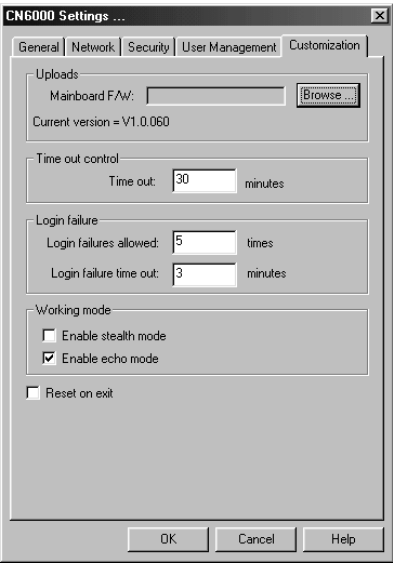 CN6000 Settings ...
General Network Security User Management Customization
Uploads
Mainboard F/W: Browse ...
Current version = V1.0.060
Time out control
Time out: 30 minutes
Login failure
Login failures allowed: 5 times
Login failure time out: 3 minutes
Working mode
Enable stealth mode
Enable echo mode
Reset on exit
OK Cancel Help